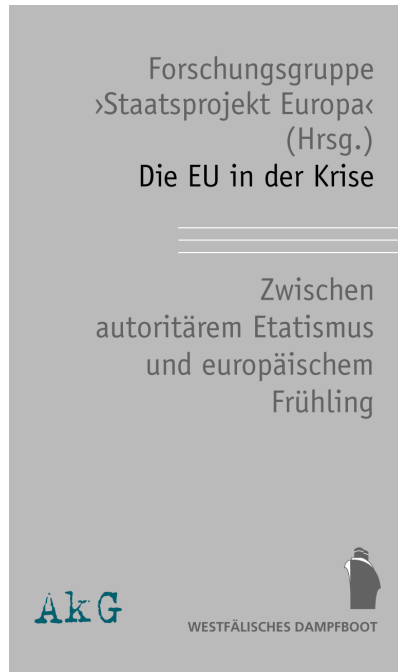 Forschungsgruppe
›Staatsprojekt Europa‹
(Hrsg.)
Die EU in der Krise
Zwischen
autoritärem Etatismus
und europäischem
Frühling
AkG
WESTFÄLISCHES DAMPFBOOT